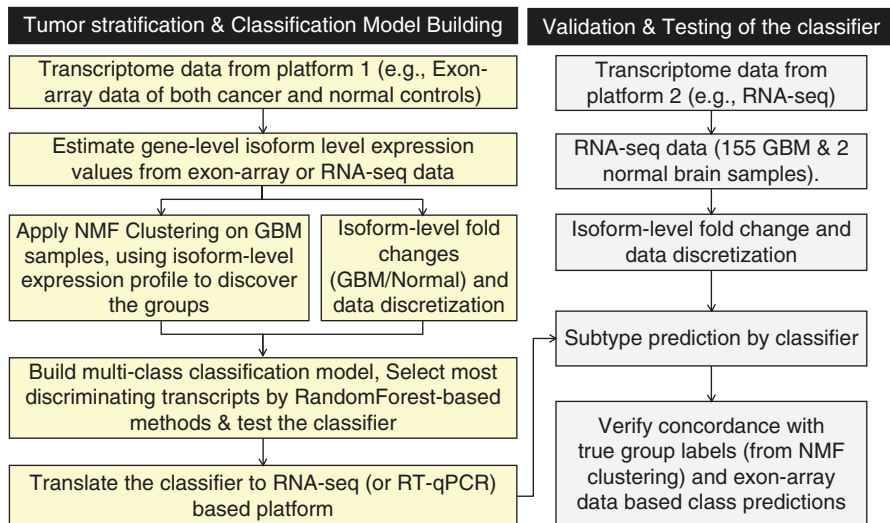 Tumor stratification & Classification Model Building
Transcriptome data from platform 1 (e.g., Exon-
array data of both cancer and normal controls)
Estimate gene-level isoform level expression
values from exon-array or RNA-seq data
Apply NMF Clustering on GBM
samples, using isoform-level
expression profile to discover
the groups
Isoform-level fold
changes
(GBM/Normal) and
data discretization
Build multi-class classification model, Select most
discriminating transcripts by RandomForest-based
methods & test the classifier
Translate the classifier to RNA-seq (or RT-qPCR)
based platform
Validation & Testing of the classifier
Transcriptome data from
platform 2 (e.g., RNA-seq)
RNA-seq data (155 GBM & 2
normal brain samples).
Isoform-level fold change and
data discretization
Subtype prediction by classifier
Verify concordance with
true group labels (from NMF
clustering) and exon-array
data based class predictions